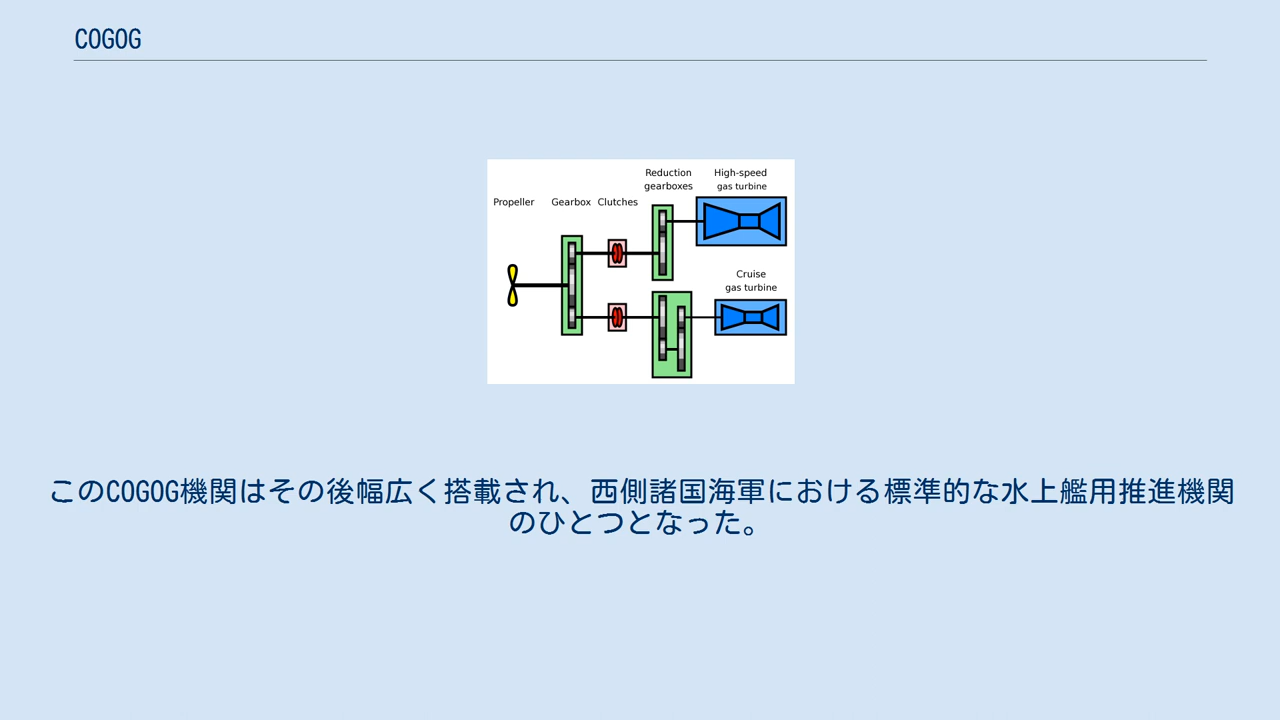 COGOG
Reduction
gearboxes
High-speed
gas turbine
Propeller
Gearbox
Clutches
Cruise
gas turbine
このCOGOG機関はその後幅広く搭載され、西側諸国海軍における標準的な水上艦用推進機関
のひとつとなった。